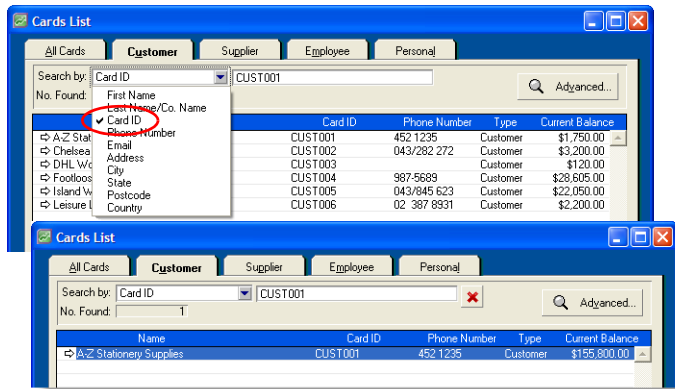 Cards List
All Cards Customer Supplier Employee Personal
Search by: Card ID CUST001
Advanced...
No. Found:
First Name
Last Name/Co. Name
Card ID
Phone Number
Email
Address
City
State
Postcode
Country
Card ID Phone Number Type Current Balance
A-Z Stat CUST001 452 1235 Customer $1,750.00
Chelsea CUST002 043/282 272 Customer $3,200.00
DHL Wo CUST003 Customer $120.00
Footloos CUST004 987-5689 Customer $28,605.00
Island W CUST005 043/845 623 Customer $22,050.00
Leisure L CUST006 02 387 8931 Customer $2,200.00
Cards List
All Cards Customer Supplier Employee Personal
Search by: Card ID CUST001
Advanced...
No. Found: 1
Name Card ID Phone Number Type Current Balance
A-Z Stationery Supplies CUST001 452 1235 Customer $155,800.00